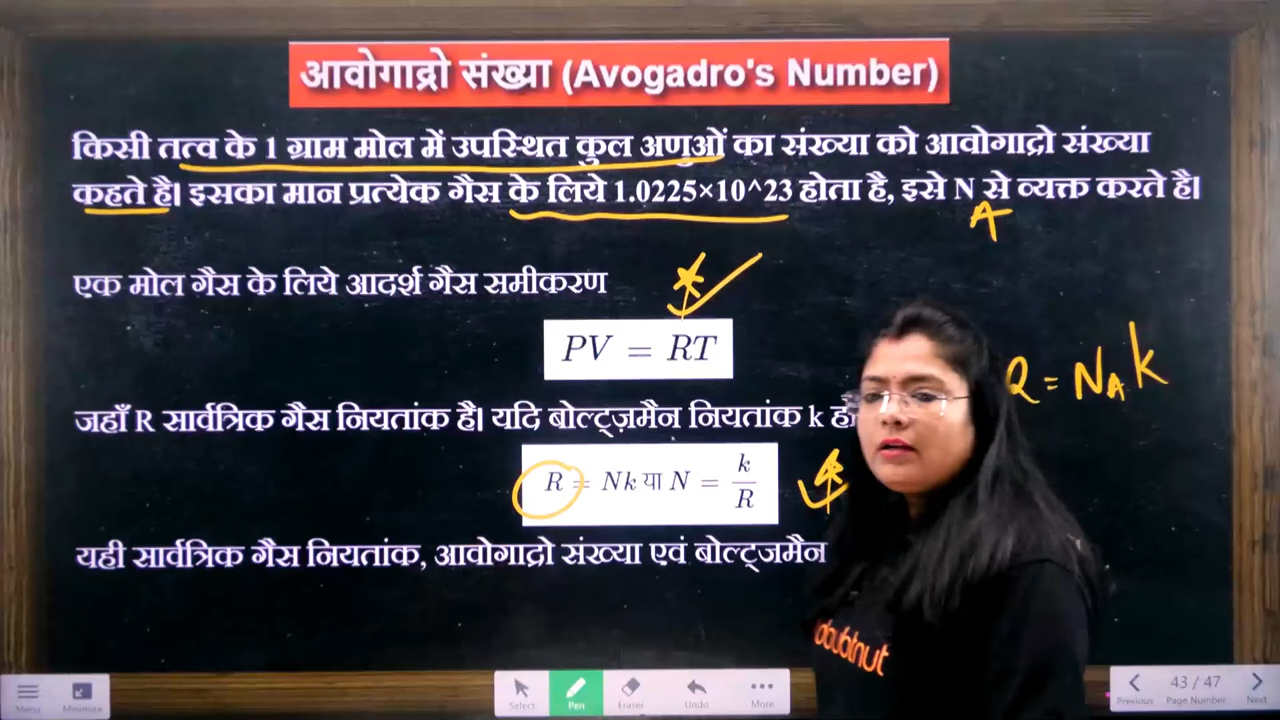 आवोगाद्रो संख्या (Avogadro's Number)
किसी तत्व के 1 ग्राम मोल में उपस्थित कुल अणुओं का संख्या को आवोगाद्रो संख्या
कहते है। इसका मान प्रत्येक गैस के लिये 1.0225×10^23 होता है, इसे N से व्यक्त करते है।
A
एक मोल गैस के लिये आदर्श गैस समीकरण
PV = RT
R = NAk
जहाँ R सार्वत्रिक गैस नियतांक है। यदि बोल्ट्ज़मैन नियतांक k
R = Nk या N = k/R
यही सार्वत्रिक गैस नियतांक, आवोगाद्रो संख्या एवं बोल्ट्जमैन
doubtnut
Menu
Minimize
Select
Pen
Eraser
Undo
More
Previous
43 / 47
Page Number
Next